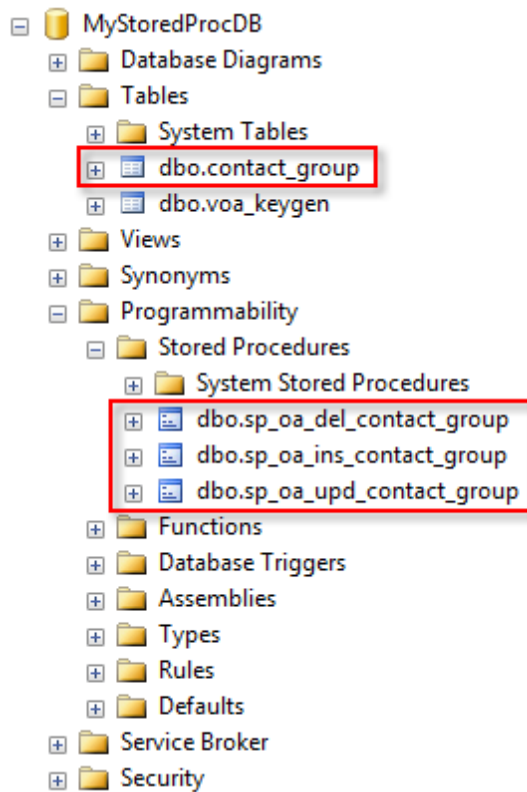 MyStoredProcDB
Database Diagrams
Tables
System Tables
dbo.contact_group
dbo.voa_keygen
Views
Synonyms
Programmability
Stored Procedures
System Stored Procedures
dbo.sp_oa_del_contact_group
dbo.sp_oa_ins_contact_group
dbo.sp_oa_upd_contact_group
Functions
Database Triggers
Assemblies
Types
Rules
Defaults
Service Broker
Security